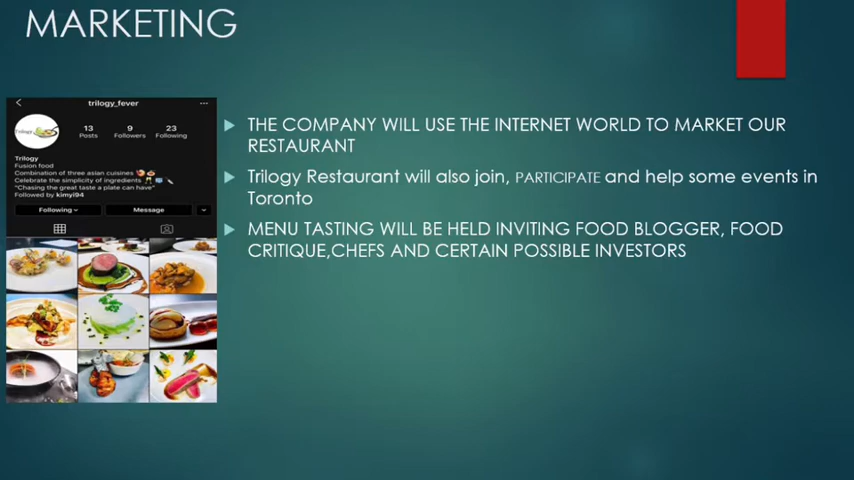 MARKETING
trilogy_fever
13
9
23
Posts
Followers
Following
Trilogy
Trilogy
Fusion food
Combination of three asian cuisines
Celebrate the simplicity of ingredients
"Chasing the great taste a plate can have"
Followed by kimyi94
Following
Message
THE COMPANY WILL USE THE INTERNET WORLD TO MARKET OUR
RESTAURANT
Trilogy Restaurant will also join, PARTICIPATE and help some events in
Toronto
MENU TASTING WILL BE HELD INVITING FOOD BLOGGER, FOOD
CRITIQUE,CHEFS AND CERTAIN POSSIBLE INVESTORS